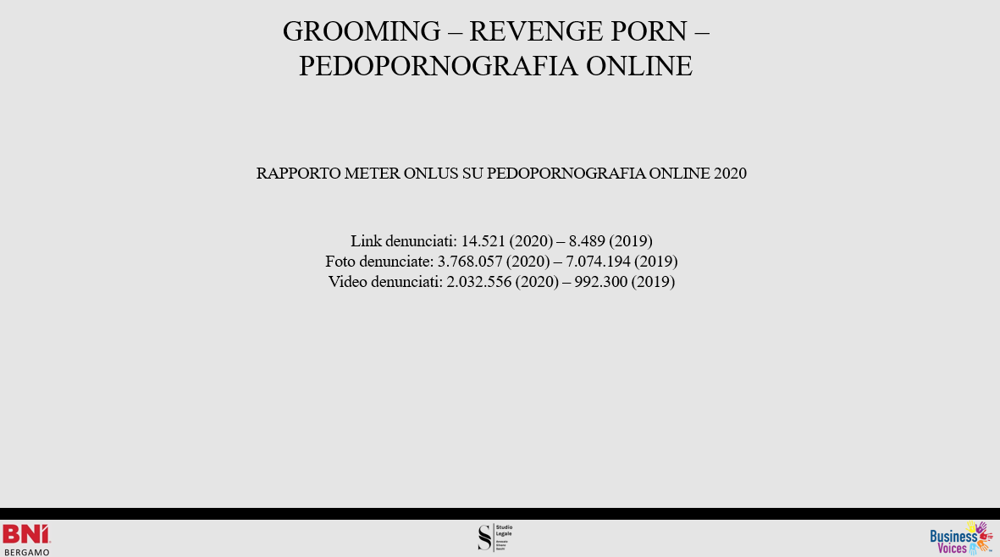 GROOMING – REVENGE PORN –
PEDOPORNOGRAFIA ONLINE
RAPPORTO METER ONLUS SU PEDOPORNOGRAFIA ONLINE 2020
Link denunciati: 14.521 (2020) – 8.489 (2019)
Foto denunciate: 3.768.057 (2020) – 7.074.194 (2019)
Video denunciati: 2.032.556 (2020) – 992.300 (2019)
BNI
BERGAMO
S
Studio
Legale
Avvocato
Business
Voices